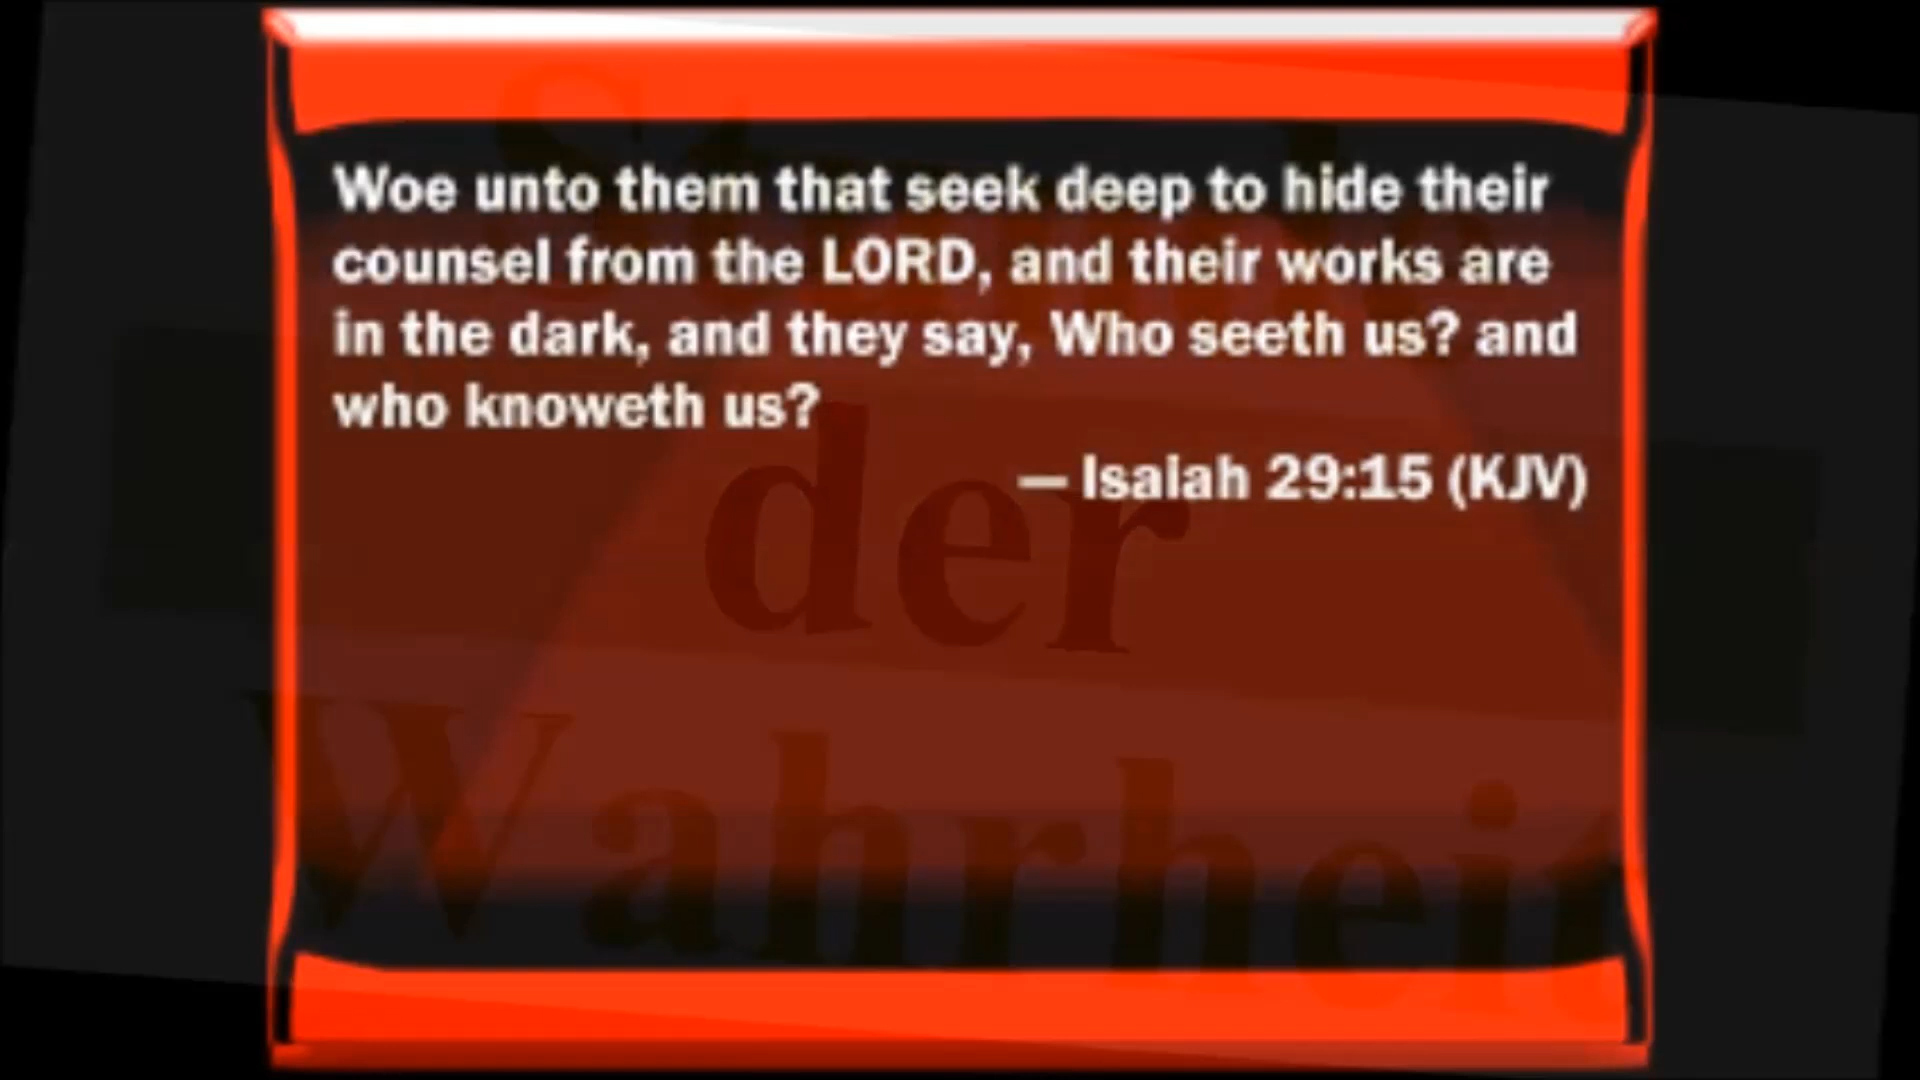 Woe unto them that seek deep to hide their
counsel from the LORD, and their works are
in the dark, and they say, Who seeth us? and
who knoweth us?
— Isaiah 29:15 (KJV)
der
Wahrheit